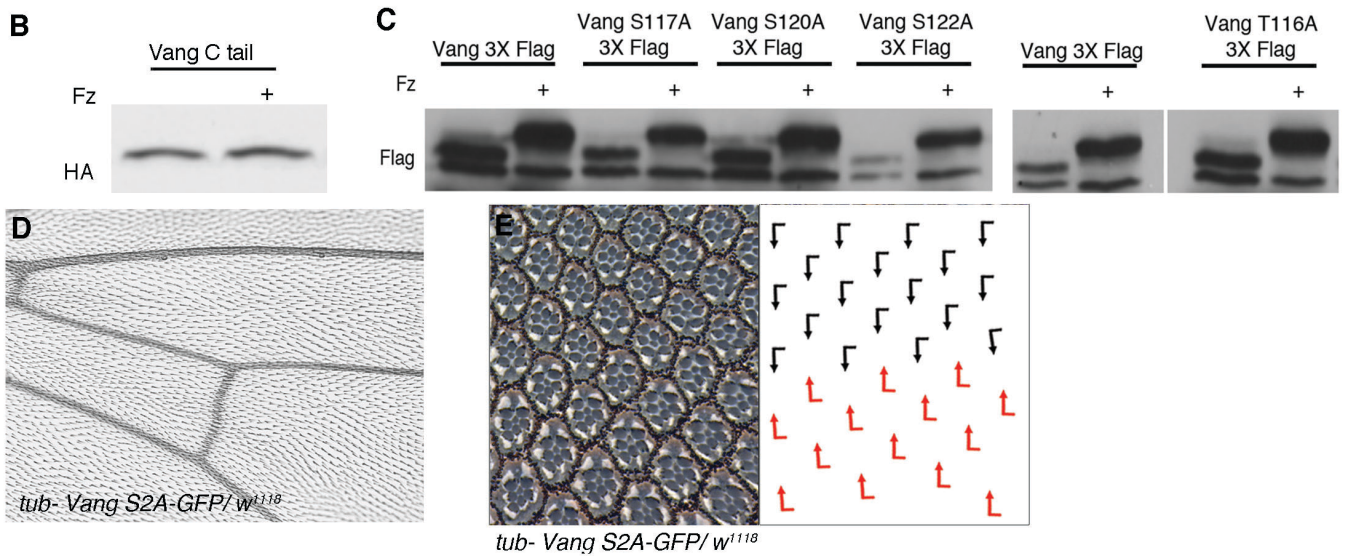 B
Vang C tail
Fz +
HA
C
Vang 3X Flag
Vang S117A
3X Flag
Vang S120A
3X Flag
Vang S122A
3X Flag
Vang 3X Flag
Vang T116A
3X Flag
Fz + + + + + +
Flag
D
tub- Vang S2A-GFP/ w1118
E
tub- Vang S2A-GFP/ w1118